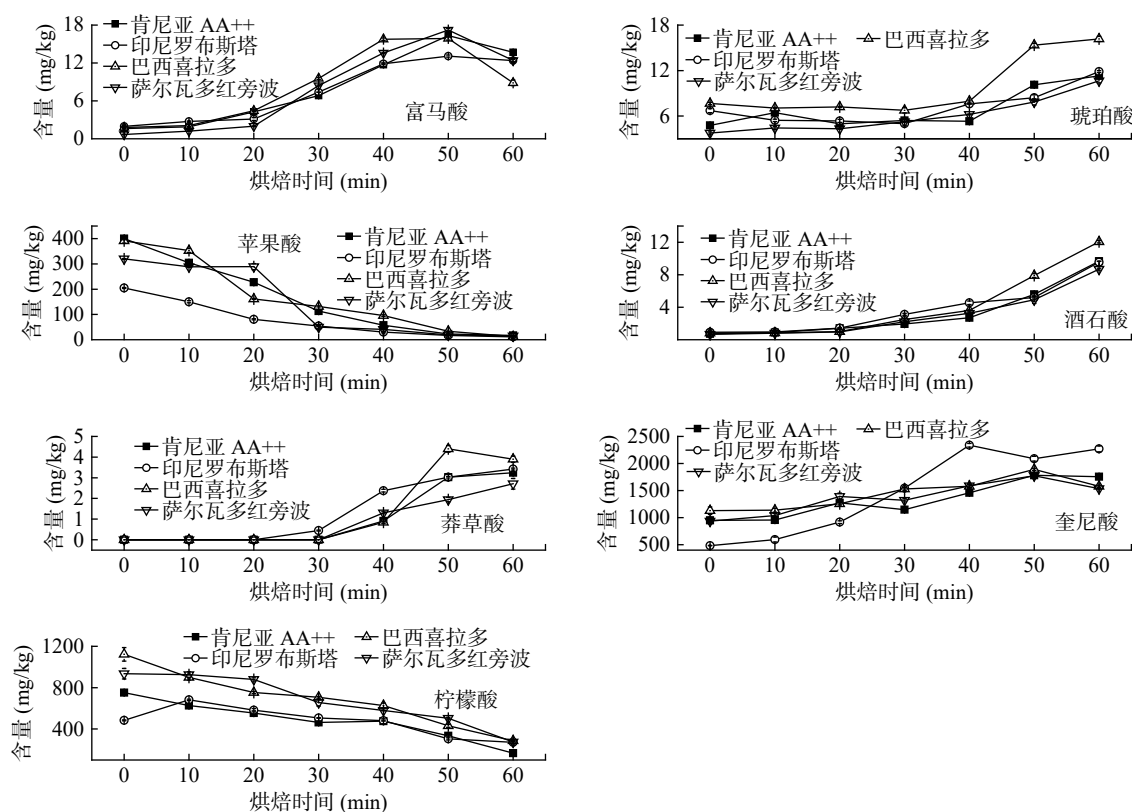 18
12
6
0
含量 (mg/kg)
肯尼亚 AA++
印尼罗布斯塔
巴西喜拉多
萨尔瓦多红旁波
富马酸
0 10 20 30 40 50 60
烘焙时间 (min)
18
12
6
含量 (mg/kg)
肯尼亚 AA++ 巴西喜拉多
印尼罗布斯塔
萨尔瓦多红旁波
琥珀酸
0 10 20 30 40 50 60
烘焙时间 (min)
400
300
200
100
0
含量 (mg/kg)
苹果酸
肯尼亚 AA++
印尼罗布斯塔
巴西喜拉多
萨尔瓦多红旁波
0 10 20 30 40 50 60
烘焙时间 (min)
12
8
4
含量 (mg/kg)
肯尼亚 AA++
印尼罗布斯塔
巴西喜拉多
萨尔瓦多红旁波
酒石酸
0 10 20 30 40 50 60
烘焙时间 (min)
5
4
3
2
1
0
含量 (mg/kg)
肯尼亚 AA++
印尼罗布斯塔
巴西喜拉多
萨尔瓦多红旁波
莽草酸
0 10 20 30 40 50 60
烘焙时间 (min)
2500
2000
1500
1000
500
含量 (mg/kg)
肯尼亚 AA++ 巴西喜拉多
印尼罗布斯塔
萨尔瓦多红旁波
奎尼酸
0 10 20 30 40 50 60
烘焙时间 (min)
1200
800
400
含量 (mg/kg)
肯尼亚 AA++ 巴西喜拉多
印尼罗布斯塔 萨尔瓦多红旁波
柠檬酸
0 10 20 30 40 50 60
烘焙时间 (min)